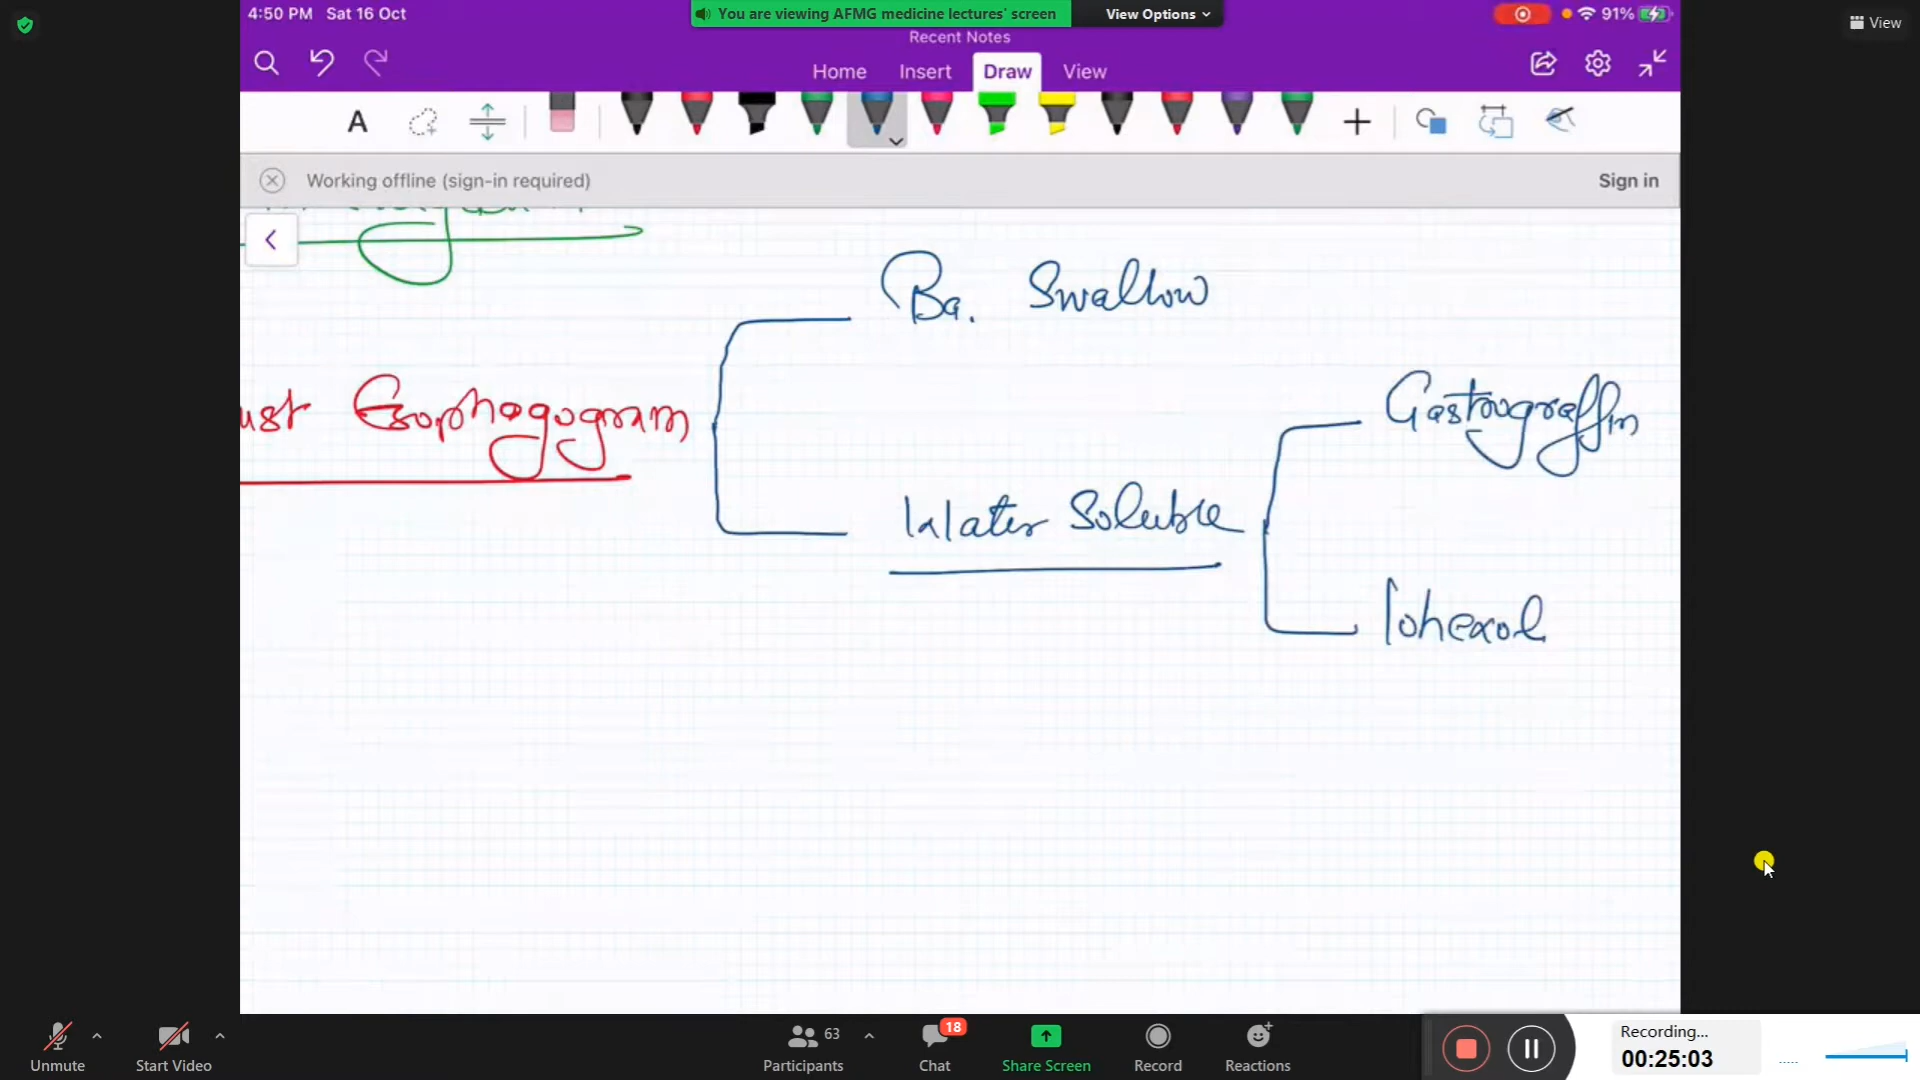 4:50 PM Sat 16 Oct
You are viewing AFMG medicine lectures' screen
View Options
91%
View
Recent Notes
Home Insert Draw View
A
Working offline (sign-in required)
Sign in
Ba. Swallow
ust Esophagogram
Gastrograffin
Water Soluble
Iohexol
Unmute
Start Video
63
Participants
18
Chat
Share Screen
Record
Reactions
Recording...
00:25:03